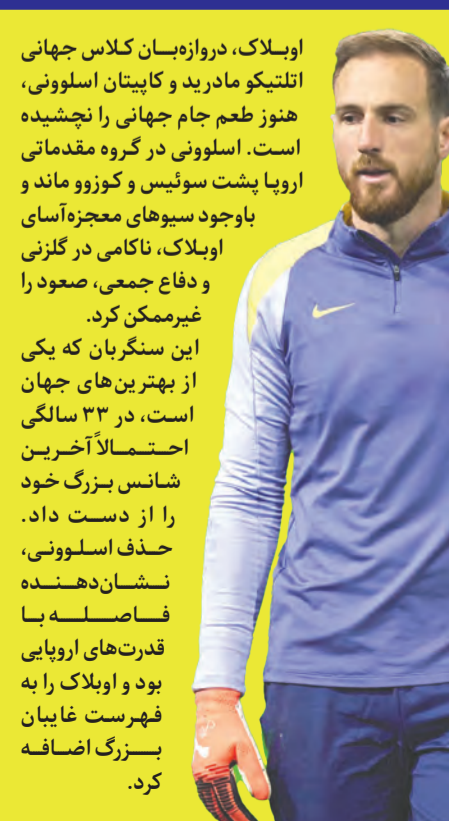 اوبلاک، دروازه‌بان کلاس جهانی
اتلتیکو مادرید و کاپیتان اسلوونی،
هنوز طعم جام جهانی را نچشیده
است. اسلوونی در گروه مقدماتی
اروپا پشت سوئیس و کوزوو ماند و
باوجود سیوهای معجزه‌آسای
اوبلاک، ناکامی در گلزنی
و دفاع جمعی، صعود را
غیرممکن کرد.
این سنگربان که یکی
از بهترین‌های جهان
است، در ۳۳ سالگی
احتمالاً آخرین
شانس بزرگ خود
را از دست داد.
حذف اسلوونی،
نشان‌دهنده
فاصله با
قدرت‌های اروپایی
بود و اوبلاک را به
فهرست غایبان
بزرگ اضافه
کرد.